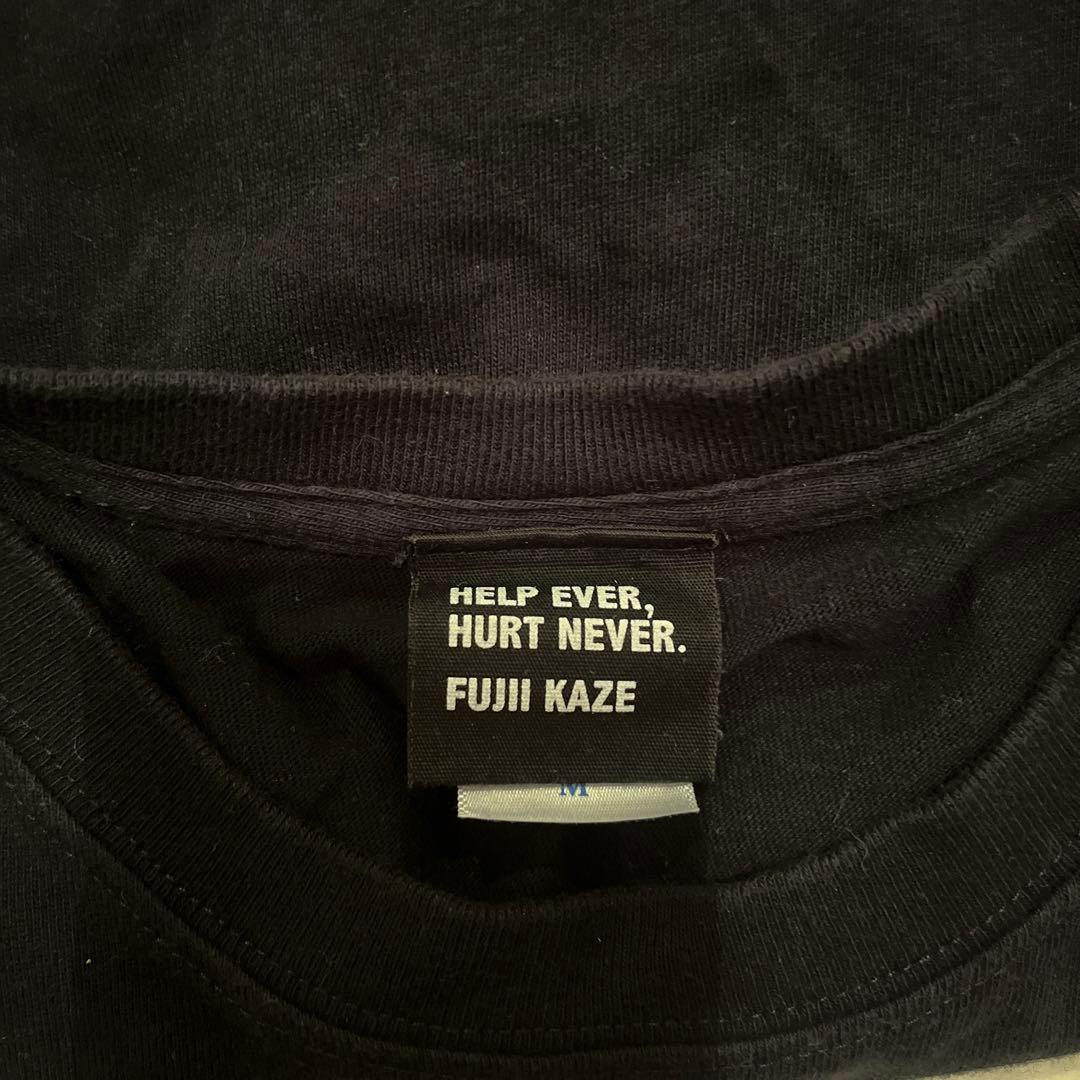 HELP EVER,
HURT NEVER.
FUJII KAZE
M